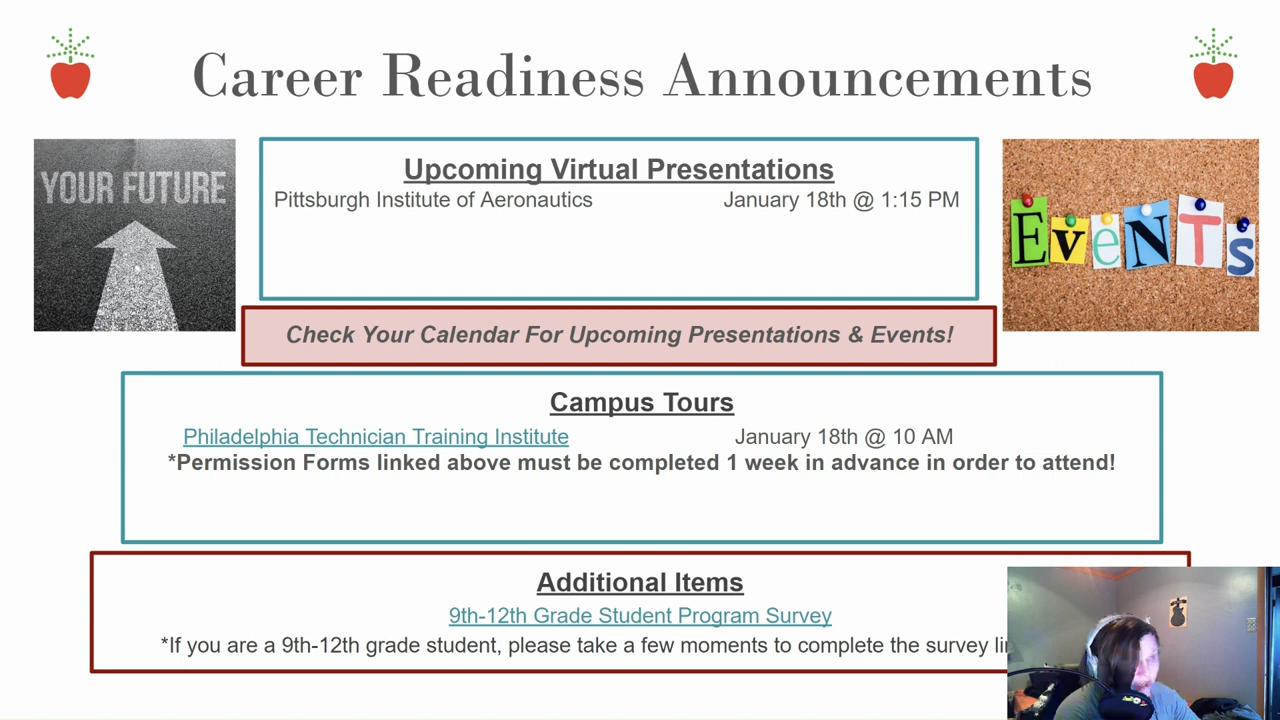 Career Readiness Announcements
YOUR FUTURE
Upcoming Virtual Presentations
Pittsburgh Institute of Aeronautics January 18th @ 1:15 PM
EveNTs
Check Your Calendar For Upcoming Presentations & Events!
Campus Tours
Philadelphia Technician Training Institute January 18th @ 10 AM
*Permission Forms linked above must be completed 1 week in advance in order to attend!
Additional Items
9th-12th Grade Student Program Survey
*If you are a 9th-12th grade student, please take a few moments to complete the survey